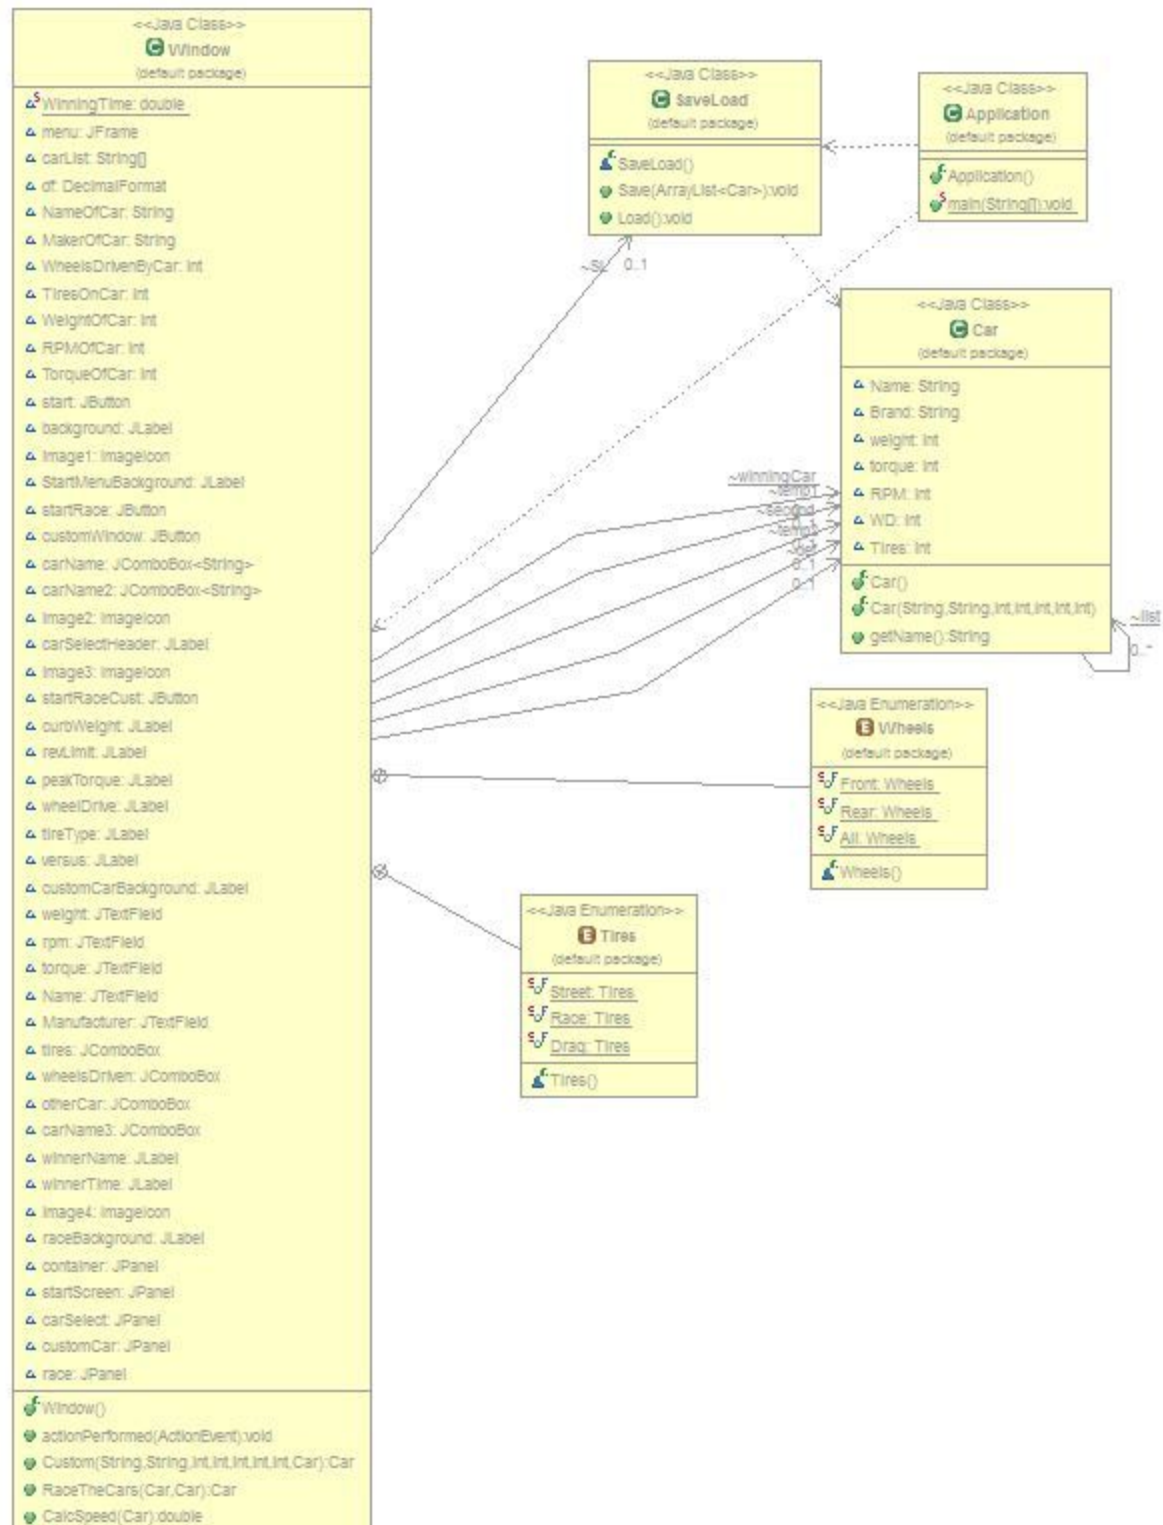 <<Java Class>>
Window
(default package)
WinningTime: double
menu: JFrame
carList: String[]
df: DecimalFormat
NameOfCar: String
MakerOfCar: String
WheelsDrivenByCar: int
TiresOnCar: int
WeightOfCar: int
RPMOfCar: int
TorqueOfCar: int
start: JButton
background: JLabel
image1: ImageIcon
StartMenuBackground: JLabel
startRace: JButton
customWindow: JButton
carName: JComboBox<String>
carName2: JComboBox<String>
image2: ImageIcon
carSelectHeader: JLabel
image3: ImageIcon
startRaceCust: JButton
curbWeight: JLabel
revLimit: JLabel
peakTorque: JLabel
wheelDrive: JLabel
tireType: JLabel
versus: JLabel
customCarBackground: JLabel
weight: JTextField
rpm: JTextField
torque: JTextField
Name: JTextField
Manufacturer: JTextField
tires: JComboBox
wheelsDriven: JComboBox
otherCar: JComboBox
carName3: JComboBox
winnerName: JLabel
winnerTime: JLabel
image4: ImageIcon
raceBackground: JLabel
container: JPanel
startScreen: JPanel
carSelect: JPanel
customCar: JPanel
race: JPanel
Window()
actionPerformed(ActionEvent):void
Custom(String,String,int,int,int,int,int,Car):Car
RaceTheCars(Car,Car):Car
CalcSpeed(Car):double
<<Java Class>>
SaveLoad
(default package)
SaveLoad()
Save(ArrayList<Car>):void
Load():void
~SL 0..1
<<Java Class>>
Application
(default package)
Application()
main(String[]):void
<<Java Class>>
Car
(default package)
Name: String
Brand: String
weight: int
torque: int
RPM: int
WD: int
Tires: int
Car()
Car(String,String,int,int,int,int,int)
getName():String
~winningCar
~temp1
~second
0..1
0..1
~list
0..*
<<Java Enumeration>>
Wheels
(default package)
Front: Wheels
Rear: Wheels
All: Wheels
Wheels()
<<Java Enumeration>>
Tires
(default package)
Street: Tires
Race: Tires
Drag: Tires
Tires()